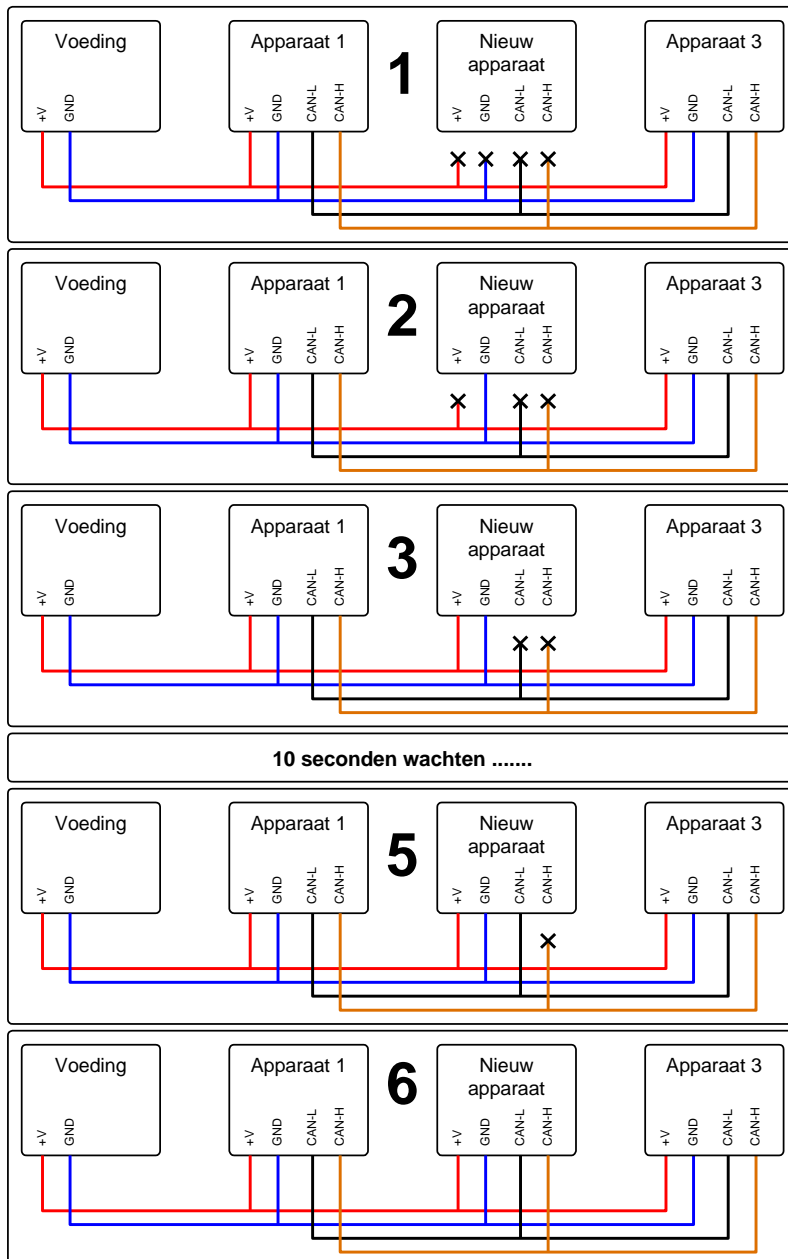 Voeding
Apparaat 1
1
Nieuw
apparaat
Apparaat 3
+V
GND
+V
GND
CAN-L
CAN-H
+V
GND
CAN-L
CAN-H
+V
GND
CAN-L
CAN-H
Voeding
Apparaat 1
2
Nieuw
apparaat
Apparaat 3
+V
GND
+V
GND
CAN-L
CAN-H
+V
GND
CAN-L
CAN-H
+V
GND
CAN-L
CAN-H
Voeding
Apparaat 1
3
Nieuw
apparaat
Apparaat 3
+V
GND
+V
GND
CAN-L
CAN-H
+V
GND
CAN-L
CAN-H
+V
GND
CAN-L
CAN-H
10 seconden wachten .......
Voeding
Apparaat 1
5
Nieuw
apparaat
Apparaat 3
+V
GND
+V
GND
CAN-L
CAN-H
+V
GND
CAN-L
CAN-H
+V
GND
CAN-L
CAN-H
Voeding
Apparaat 1
6
Nieuw
apparaat
Apparaat 3
+V
GND
+V
GND
CAN-L
CAN-H
+V
GND
CAN-L
CAN-H
+V
GND
CAN-L
CAN-H